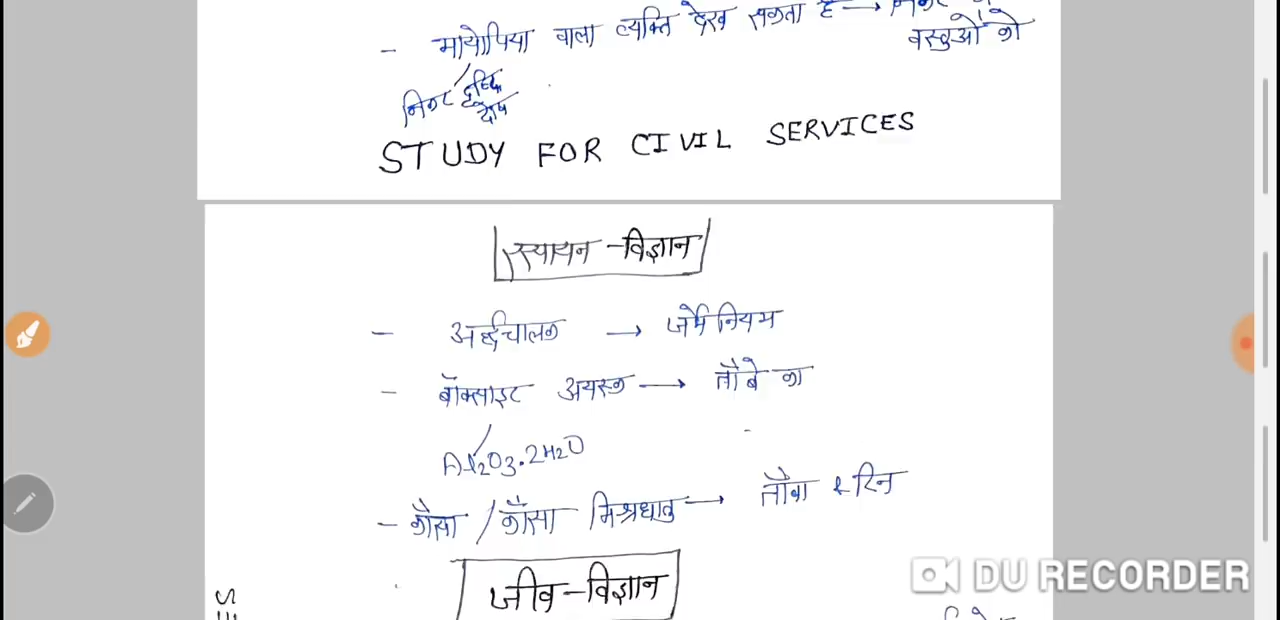 - मायोपिया वाला व्यक्ति देख सकता है →
वस्तुओं को
निकट दृष्टि
दोष
STUDY FOR CIVIL SERVICES
रसायन-विज्ञान
- अर्द्धचालक → जर्मेनियम
- बॉक्साइट अयस्क → ताँबे का
Al2O3.2H2O
- काँसा / काँसा मिश्रधातु → ताँबा & टिन
जीव-विज्ञान
DU RECORDER